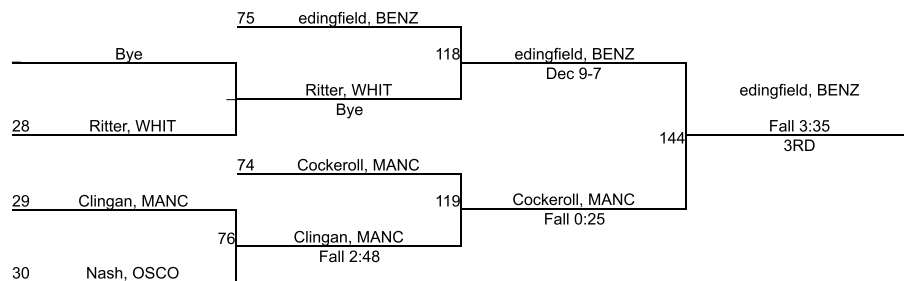 75 edingfield, BENZ
Bye
118
edingfield, BENZ
Dec 9-7
Ritter, WHIT
Bye
edingfield, BENZ
28 Ritter, WHIT
Fall 3:35
3RD
144
74 Cockeroll, MANC
29 Clingan, MANC
119
Cockeroll, MANC
Fall 0:25
76
Clingan, MANC
Fall 2:48
30 Nash, OSCO